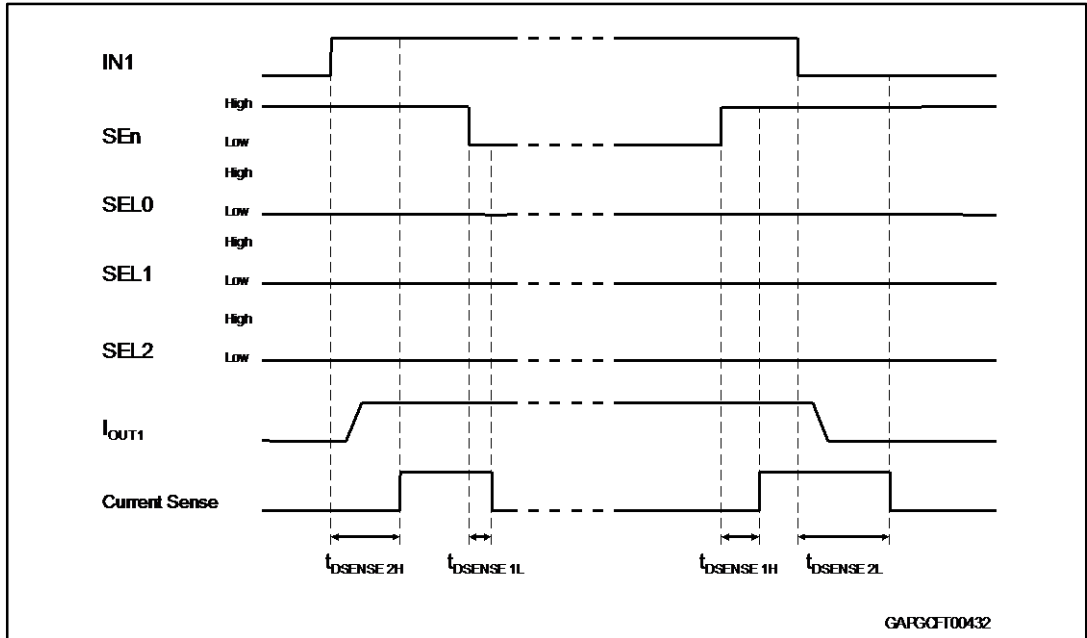 IN1
High
SEn
Low
High
SEL0
Low
High
SEL1
Low
High
SEL2
Low
IOUT1
Current Sense
tDSENSE 2H
tDSENSE 1L
tDSENSE 1H
tDSENSE 2L
GAPGCFT00432